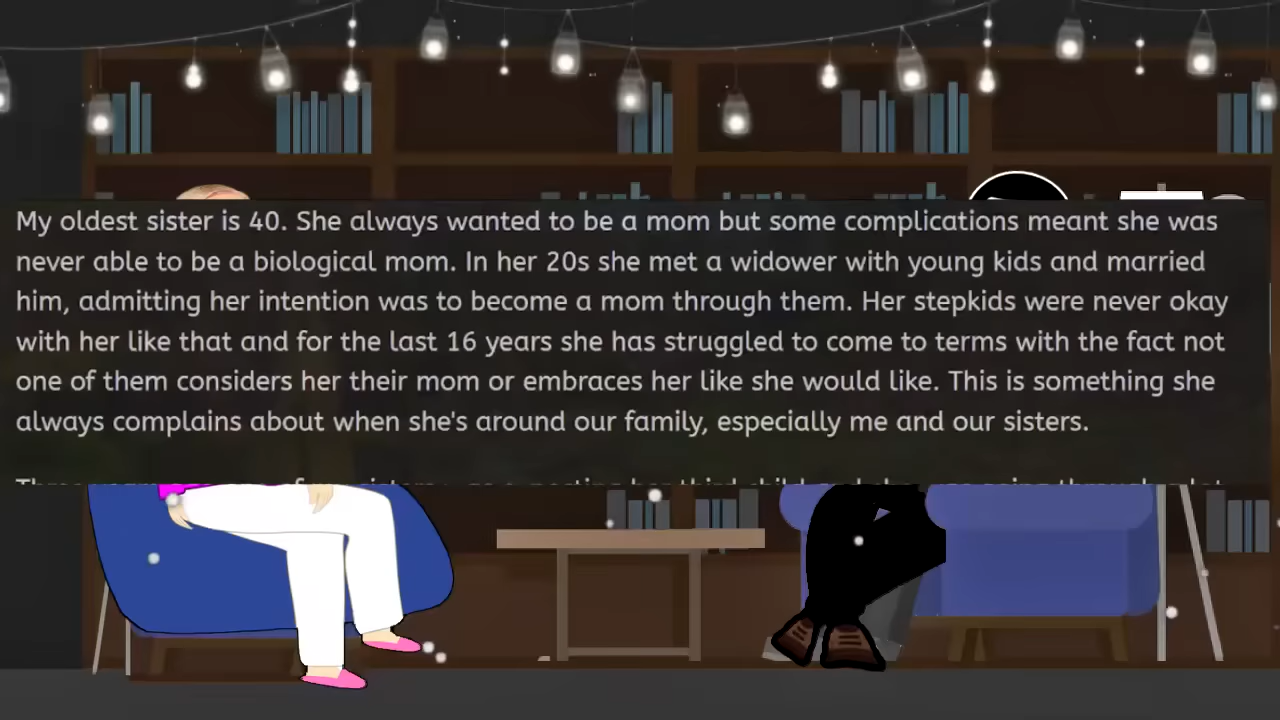 My oldest sister is 40. She always wanted to be a mom but some complications meant she was
never able to be a biological mom. In her 20s she met a widower with young kids and married
him, admitting her intention was to become a mom through them. Her stepkids were never okay
with her like that and for the last 16 years she has struggled to come to terms with the fact not
one of them considers her their mom or embraces her like she would like. This is something she
always complains about when she's around our family, especially me and our sisters.